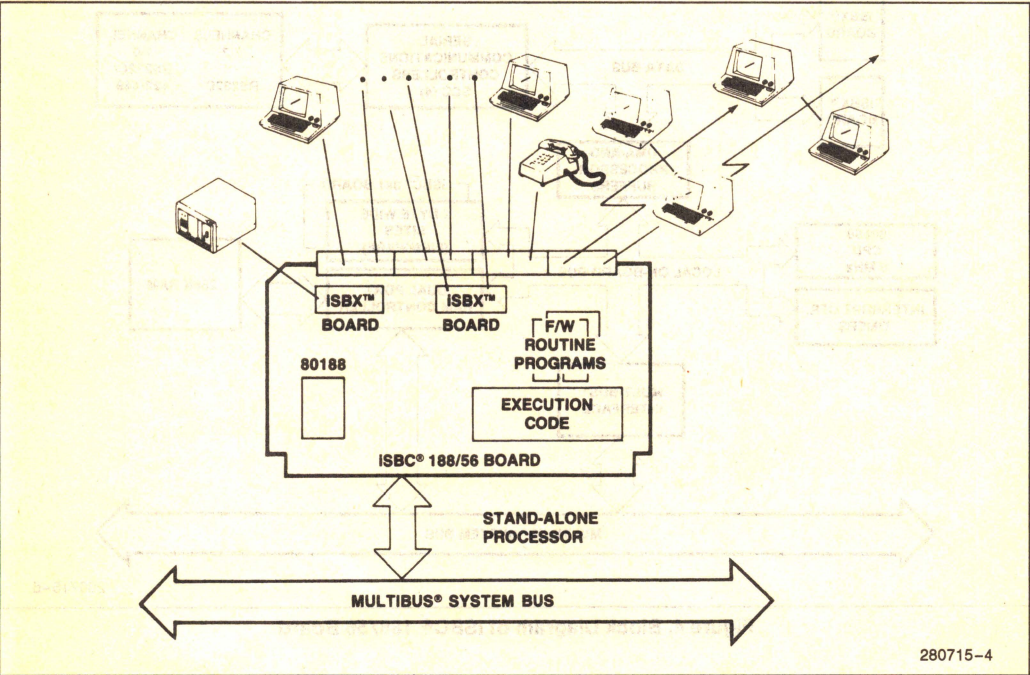 iSBX™
BOARD
iSBX™
BOARD
F/W
ROUTINE
PROGRAMS
80188
EXECUTION
CODE
iSBC® 188/56 BOARD
STAND-ALONE
PROCESSOR
MULTIBUS® SYSTEM BUS
280715–4